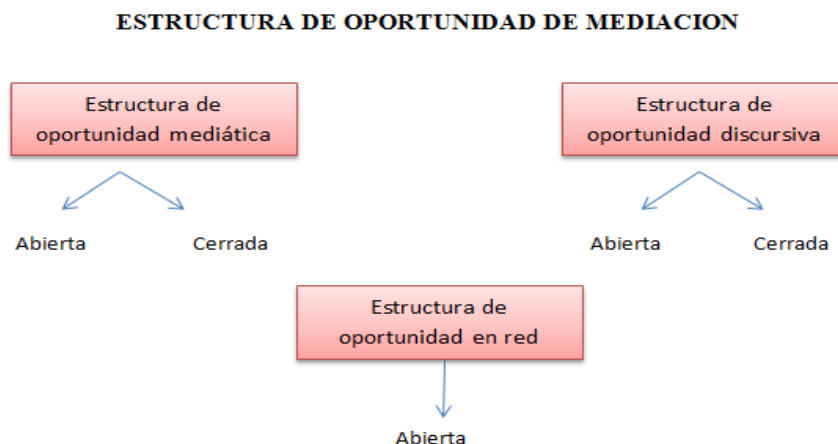 ESTRUCTURA DE OPORTUNIDAD DE MEDIACION
Estructura de
oportunidad mediática
Estructura de
oportunidad discursiva
Abierta
Cerrada
Abierta
Cerrada
Estructura de
oportunidad en red
Abierta